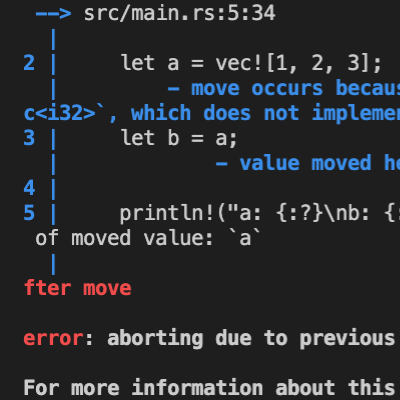 --> src/main.rs:5:34
|
2 | let a = vec![1, 2, 3];
| - move occurs becaus
c<i32>`, which does not implemen
3 | let b = a;
| - value moved he
4 |
5 | println!("a: {:?}\nb: {:
of moved value: `a`
|
fter move
error: aborting due to previous
For more information about this